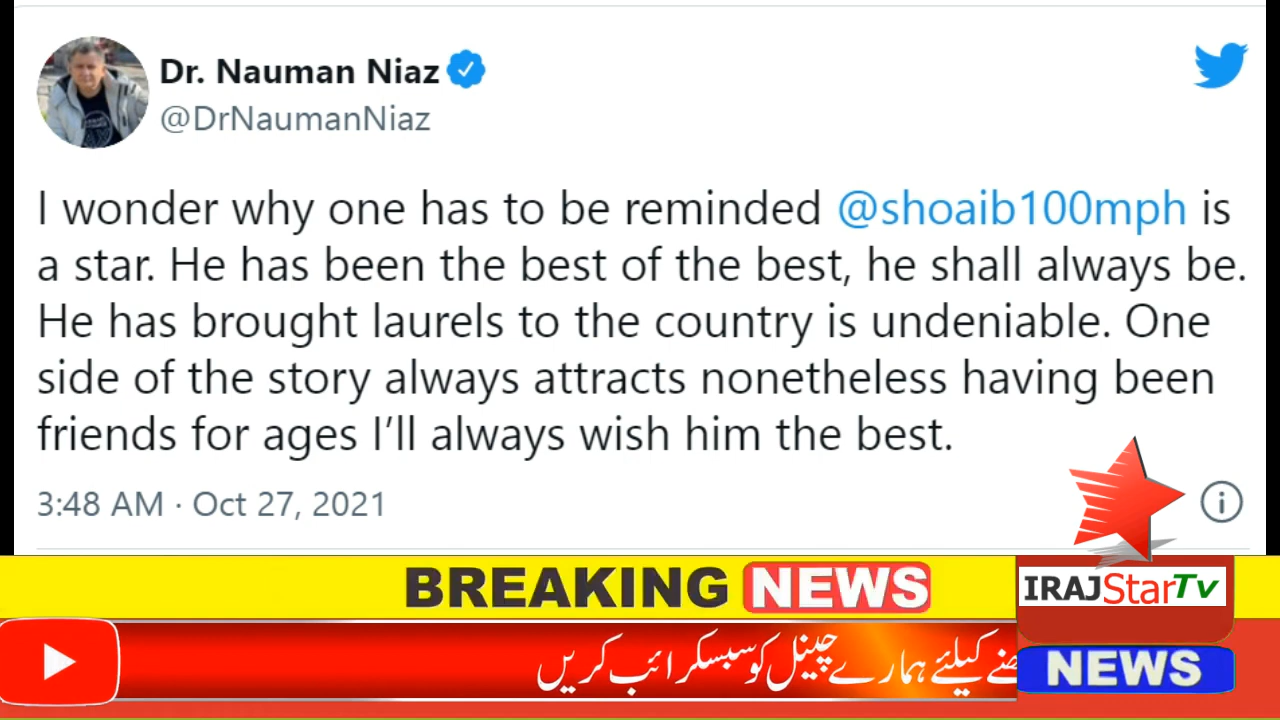 Dr. Nauman Niaz
@DrNaumanNiaz
I wonder why one has to be reminded @shoaib100mph is
a star. He has been the best of the best, he shall always be.
He has brought laurels to the country is undeniable. One
side of the story always attracts nonetheless having been
friends for ages I’ll always wish him the best.
3:48 AM · Oct 27, 2021
BREAKING NEWS
IRAJStarTv
کیلئے ہمارے چینل کو سبسکرائب کریں
NEWS